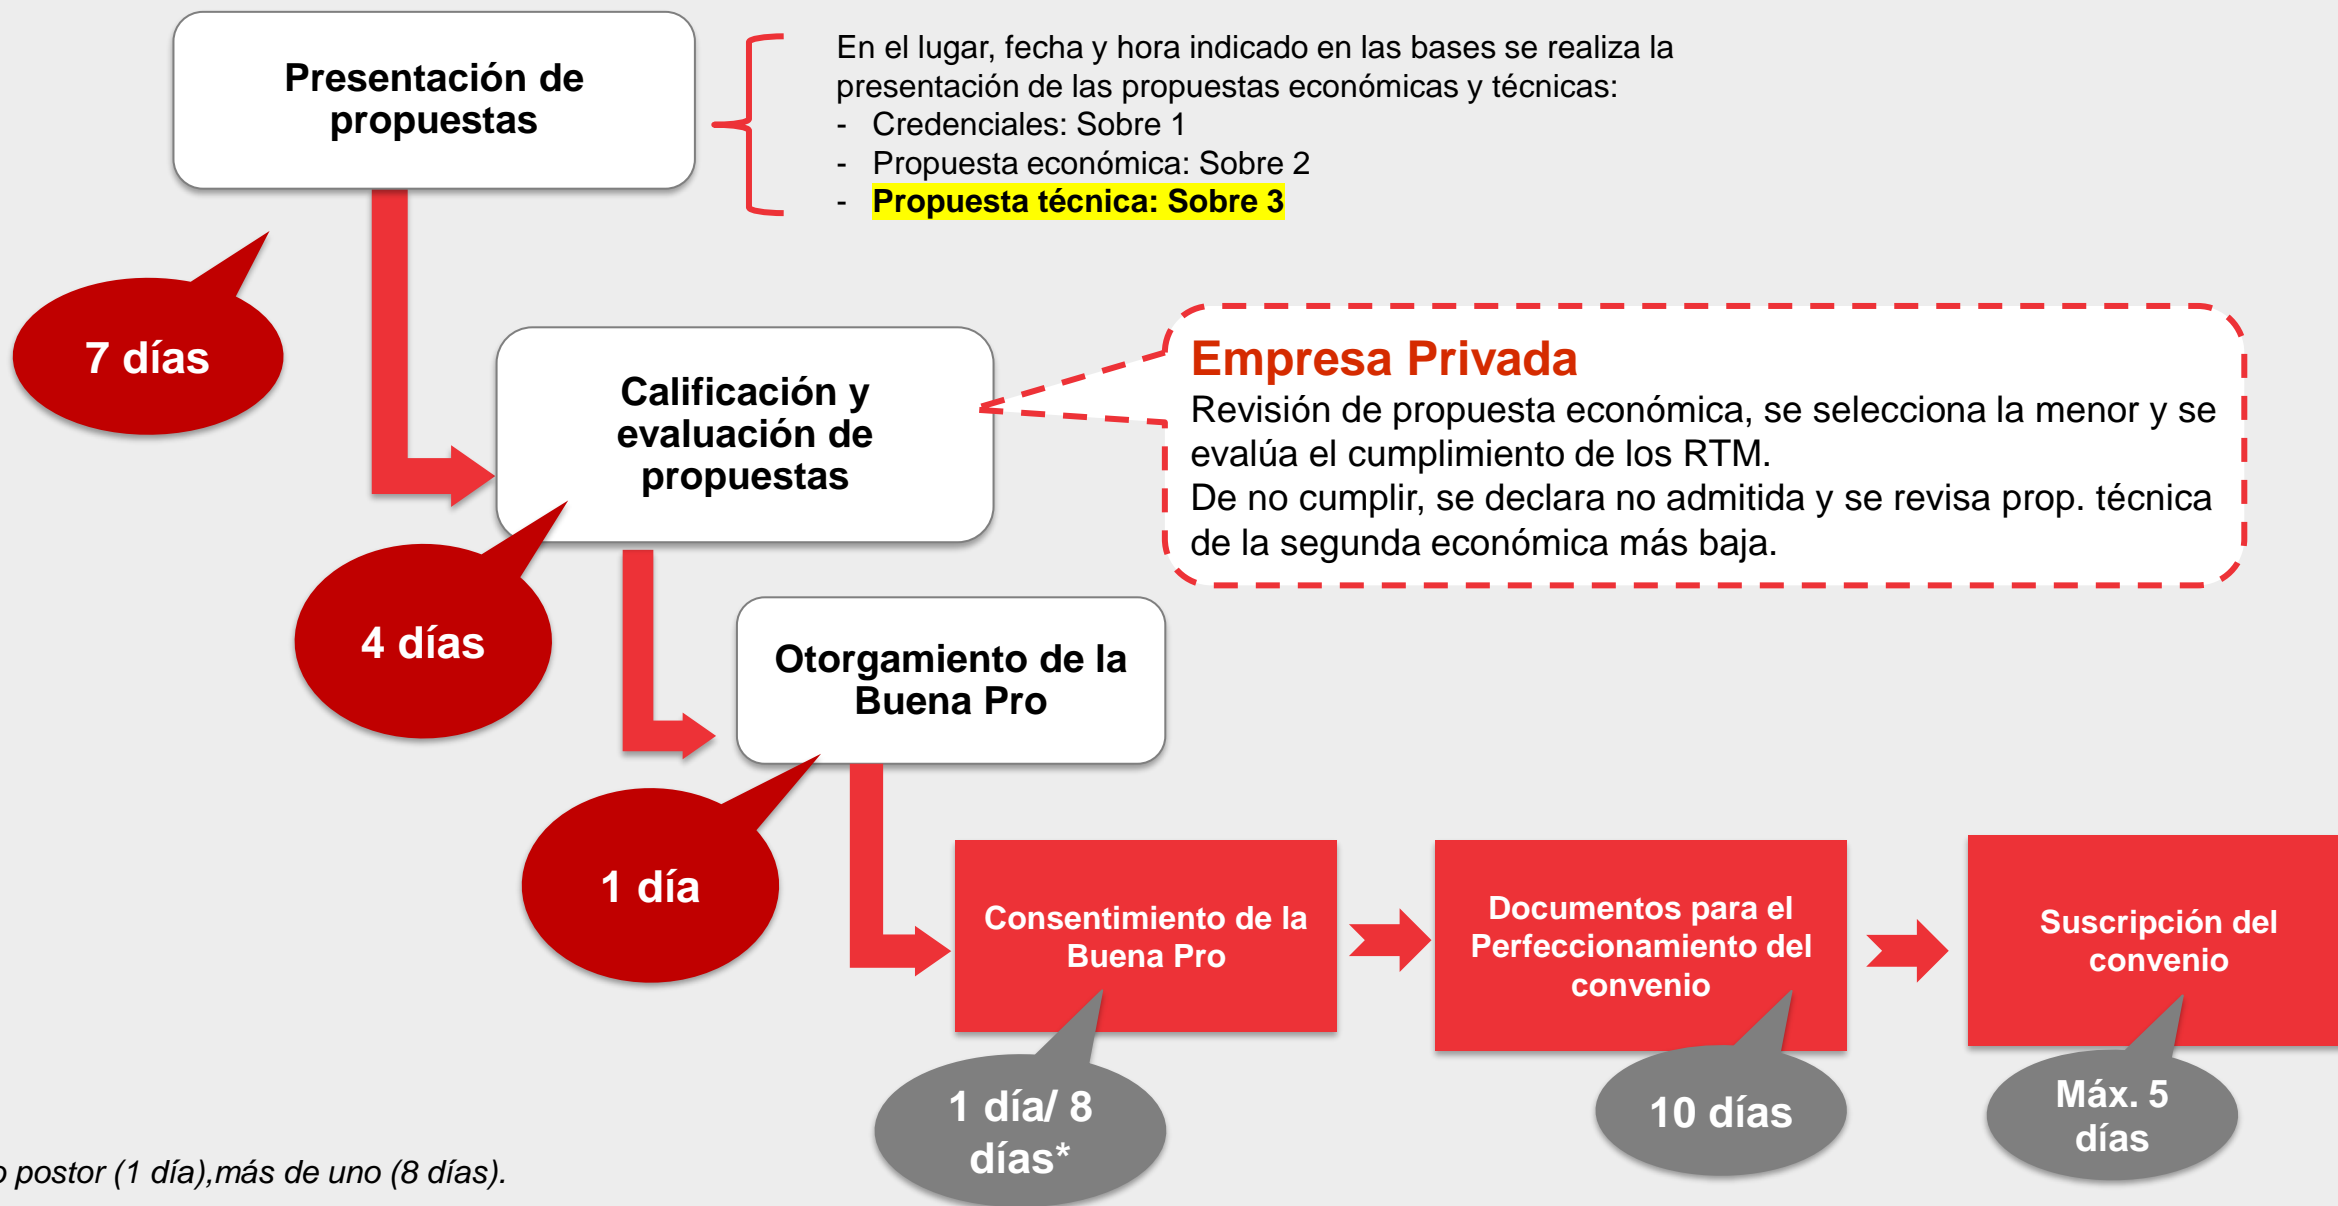 Presentación de
propuestas
En el lugar, fecha y hora indicado en las bases se realiza la
presentación de las propuestas económicas y técnicas:
- Credenciales: Sobre 1
- Propuesta económica: Sobre 2
- Propuesta técnica: Sobre 3
7 días
Calificación y
evaluación de
propuestas
Empresa Privada
Revisión de propuesta económica, se selecciona la menor y se
evalúa el cumplimiento de los RTM.
De no cumplir, se declara no admitida y se revisa prop. técnica
de la segunda económica más baja.
4 días
Otorgamiento de la
Buena Pro
1 día
Consentimiento de la
Buena Pro
Documentos para el
Perfeccionamiento del
convenio
Suscripción del
convenio
1 día/ 8
días*
10 días
Máx. 5
días
postor (1 día),más de uno (8 días).